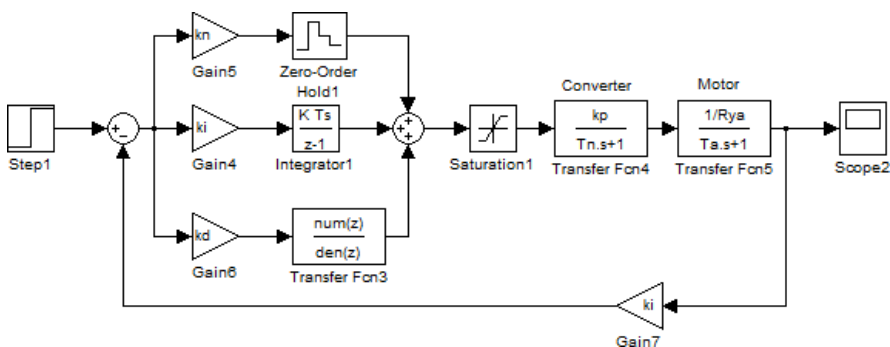 kn
Gain5
Zero-Order
Hold1
Step1
+
−
ki
Gain4
K Ts
z-1
Integrator1
+
+
+
Saturation1
Converter
kp
Tn.s+1
Transfer Fcn4
Motor
1/Rya
Ta.s+1
Transfer Fcn5
Scope2
kd
Gain6
num(z)
den(z)
Transfer Fcn3
ki
Gain7